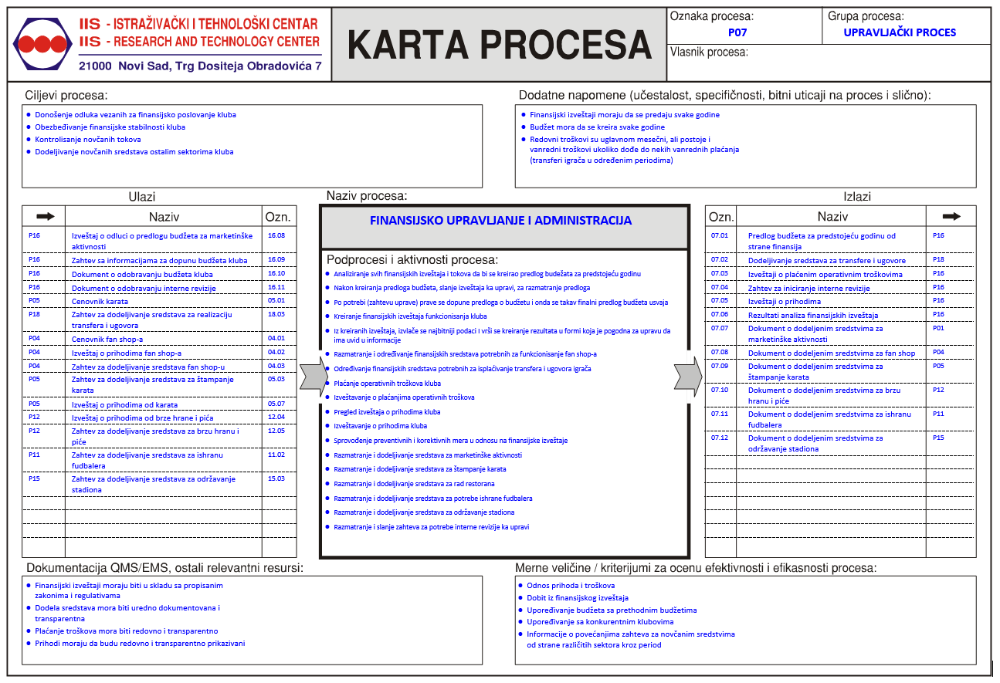 IIS - ISTRAŽIVAČKI I TEHNOLOŠKI CENTAR
IIS - RESEARCH AND TECHNOLOGY CENTER
21000 Novi Sad, Trg Dositeja Obradovića 7
KARTA PROCESA
Oznaka procesa:
P07
Grupa procesa:
UPRAVLJAČKI PROCES
Vlasnik procesa:
Ciljevi procesa:
• Donošenje odluka vezanih za finansijsko poslovanje kluba
• Obezbeđivanje finansijske stabilnosti kluba
• Kontrolisanje novčanih tokova
• Dodeljivanje novčanih sredstava ostalim sektorima kluba
Dodatne napomene (učestalost, specifičnosti, bitni uticaji na proces i slično):
• Finansijski izveštaji moraju da se predaju svake godine
• Budžet mora da se kreira svake godine
• Redovni troškovi su uglavnom mesečni, ali postoje i
vanredni troškovi ukoliko dođe do nekih vanrednih plaćanja
(transferi igrača u određenim periodima)
Ulazi
Naziv Ozn.
P16 Izveštaj o odluci o predlogu budžeta za marketinške 16.08
aktivnosti
P16 Zahtev sa informacijama za dopunu budžeta kluba 16.09
P16 Dokument o odobravanju budžeta kluba 16.10
P16 Dokument o odobravanju interne revizije 16.11
P05 Cenovnik karata 05.01
P18 Zahtev za dodeljivanje sredstava za realizaciju 18.03
transfera i ugovora
P04 Cenovnik fan shop-a 04.01
P04 Izveštaj o prihodima fan shop-a 04.02
P04 Zahtev za dodeljivanje sredstava fan shop-u 04.03
P05 Zahtev za dodeljivanje sredstava za štampanje 05.03
karata
P05 Izveštaj o prihodima od karata 05.07
P12 Izveštaj o prihodima od brze hrane i pića 12.04
P12 Zahtev za dodeljivanje sredstava za brzu hranu i 12.05
piće
P11 Zahtev za dodeljivanje sredstava za ishranu 11.02
fudbalera
P15 Zahtev za dodeljivanje sredstava za održavanje 15.03
stadiona
Naziv procesa:
FINANSIJSKO UPRAVLJANJE I ADMINISTRACIJA
Podprocesi i aktivnosti procesa:
• Analiziranje svih finansijskih izveštaja i tokova da bi se kreirao predlog budežata za predstojeću godinu
• Nakon kreiranja predloga budžeta, slanje izveštaja ka upravi, za razmatranje predloga
• Po potrebi (zahtevu uprave) prave se dopune predloga o budžetu i onda se takav finalni predlog budžeta usvaja
• Kreiranje finansijskih izveštaja funkcionisanja kluba
• Iz kreiranih izveštaja, izvlače se najbitniji podaci I vrši se kreiranje rezultata u formi koja je pogodna za upravu da
ima uvid u informacije
• Razmatranje i određivanje finansijskih sredstava potrebnih za funkcionisanje fan shop-a
• Određivanje finansijskih sredstava potrebnih za isplaćivanje transfera i ugovora igrača
• Plaćanje operativnih troškova kluba
• Izveštavanje o plaćanjima operativnih troškova
• Pregled izveštaja o prihodima kluba
• Izveštavanje o prihodima kluba
• Sprovođenje preventivnih i korektivnih mera u odnosu na finansijske izveštaje
• Razmatranje i dodeljivanje sredstava za marketinške aktivnosti
• Razmatranje i dodeljivanje sredstava za štampanje karata
• Razmatranje i dodeljivanje sredstava za rad restorana
• Razmatranje i dodeljivanje sredstava za potrebe ishrane fudbalera
• Razmatranje i dodeljivanje sredstava za održavanje stadiona
• Razmatranje i slanje zahteva za potrebe interne revizije ka upravi
Izlazi
Ozn. Naziv
07.01 Predlog budžeta za predstojeću godinu od P16
strane finansija
07.02 Dodeljivanje sredstava za transfere i ugovore P18
07.03 Izveštaji o plaćenim operativnim troškovima P16
07.04 Zahtev za iniciranje interne revizije P16
07.05 Izveštaji o prihodima P16
07.06 Rezultati analiza finansijskih izveštaja P16
07.07 Dokument o dodeljenim sredstvima za P01
marketinške aktivnosti
07.08 Dokument o dodeljenim sredstvima za fan shop P04
07.09 Dokument o dodeljenim sredstvima za P05
štampanje karata
07.10 Dokument o dodeljenim sredstvima za brzu P12
hranu i piće
07.11 Dokument o dodeljenim sredstvima za ishranu P11
fudbalera
07.12 Dokument o dodeljenim sredstvima za P15
održavanje stadiona
Dokumentacija QMS/EMS, ostali relevantni resursi:
• Finansijski izveštaji moraju biti u skladu sa propisanim
zakonima i regulativama
• Dodela sredstava mora biti uredno dokumentovana i
transparentna
• Plaćanje troškova mora biti redovno i transparentno
• Prihodi moraju da budu redovno i transparentno prikazivani
Merne veličine / kriterijumi za ocenu efektivnosti i efikasnosti procesa:
• Odnos prihoda i troškova
• Dobit iz finansijskog izveštaja
• Upoređivanje budžeta sa prethodnim budžetima
• Upoređivanje sa konkurentnim klubovima
• Informacije o povećanjima zahteva za novčanim sredstvima
od strane različitih sektora kroz period